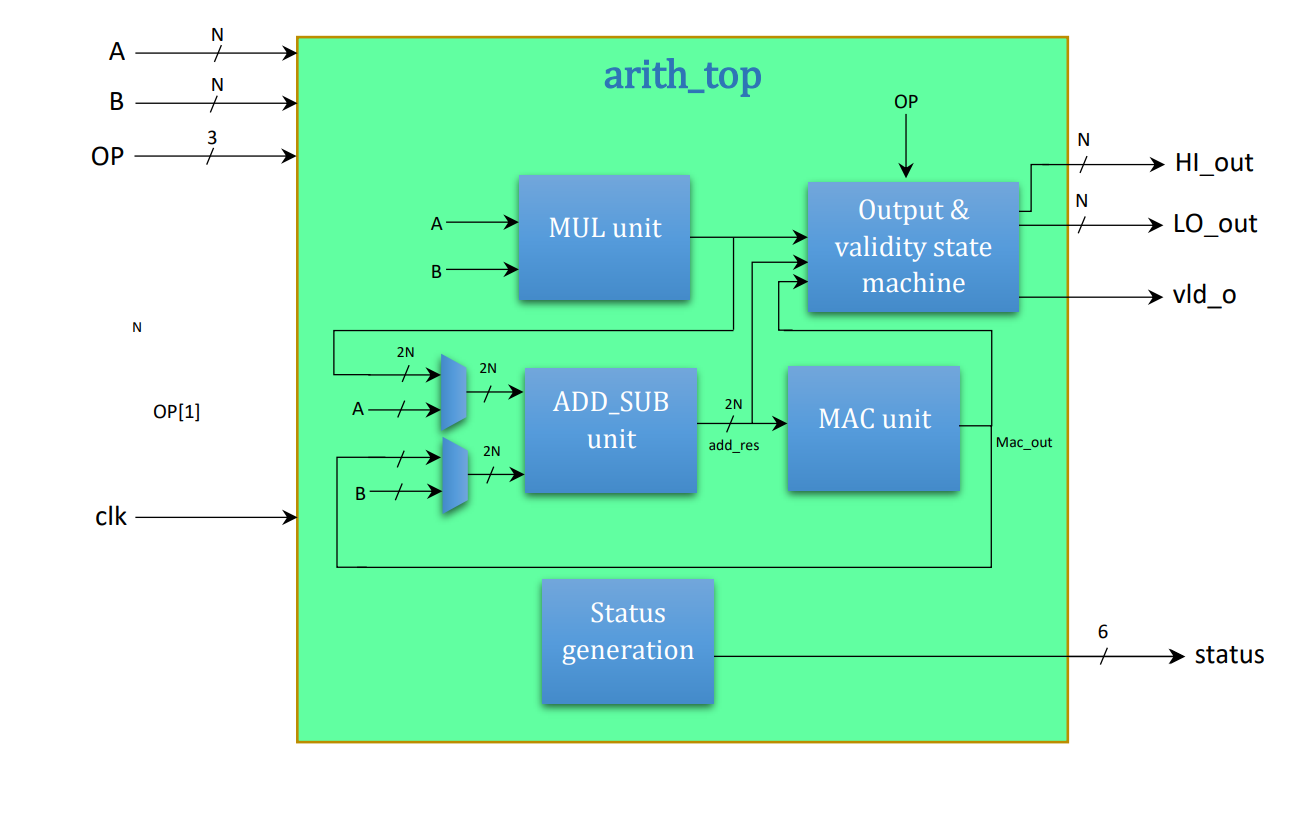 arith_top
A
N
B
N
OP
3
OP
N
HI_out
N
LO_out
vld_o
A
B
MUL unit
Output &
validity state
machine
N
2N
2N
A
OP[1]
ADD_SUB
unit
2N
add_res
MAC unit
Mac_out
2N
B
clk
Status
generation
6
status